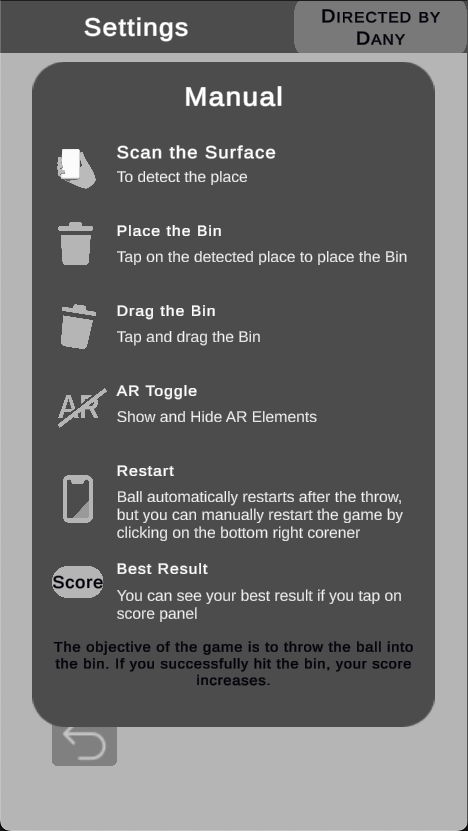 Settings
DIRECTED BY
DANY
Manual
Scan the Surface
To detect the place
Place the Bin
Tap on the detected place to place the Bin
Drag the Bin
Tap and drag the Bin
AR
AR Toggle
Show and Hide AR Elements
Restart
Ball automatically restarts after the throw,
but you can manually restart the game by
clicking on the bottom right corener
Score
Best Result
You can see your best result if you tap on
score panel
The objective of the game is to throw the ball into
the bin. If you successfully hit the bin, your score
increases.